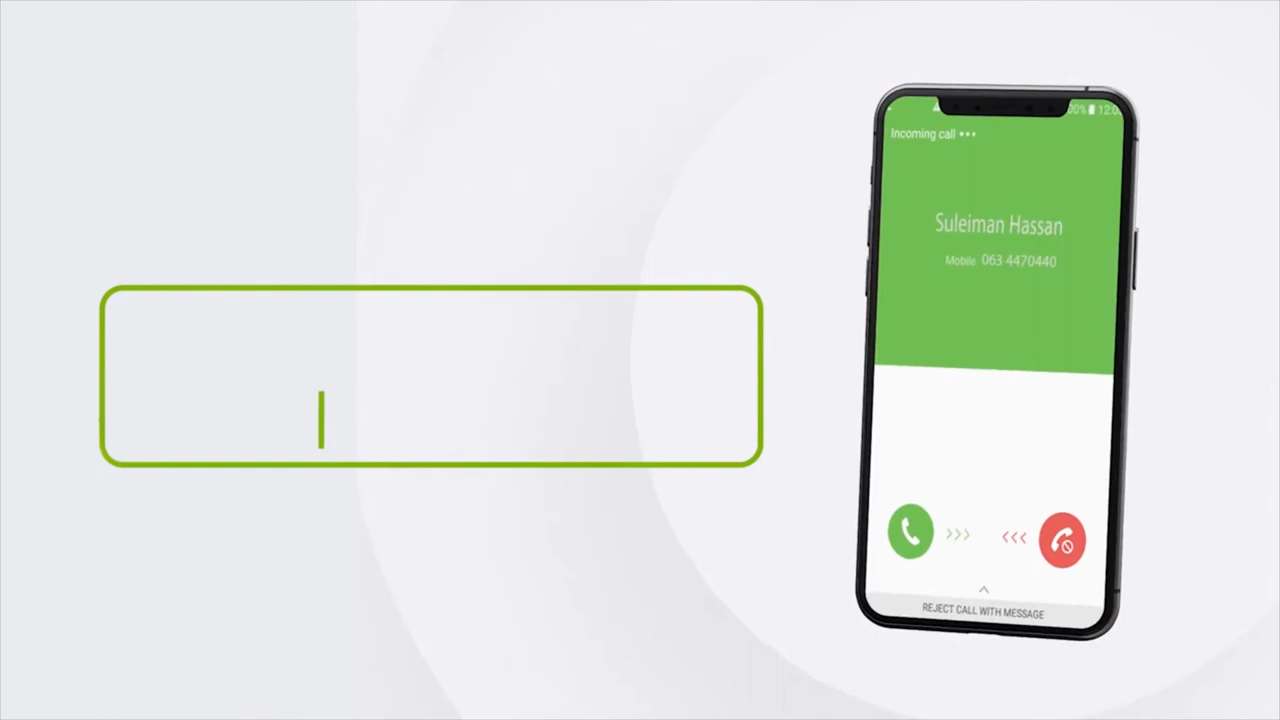 Incoming call •••
Suleiman Hassan
Mobile 063 4470440
REJECT CALL WITH MESSAGE